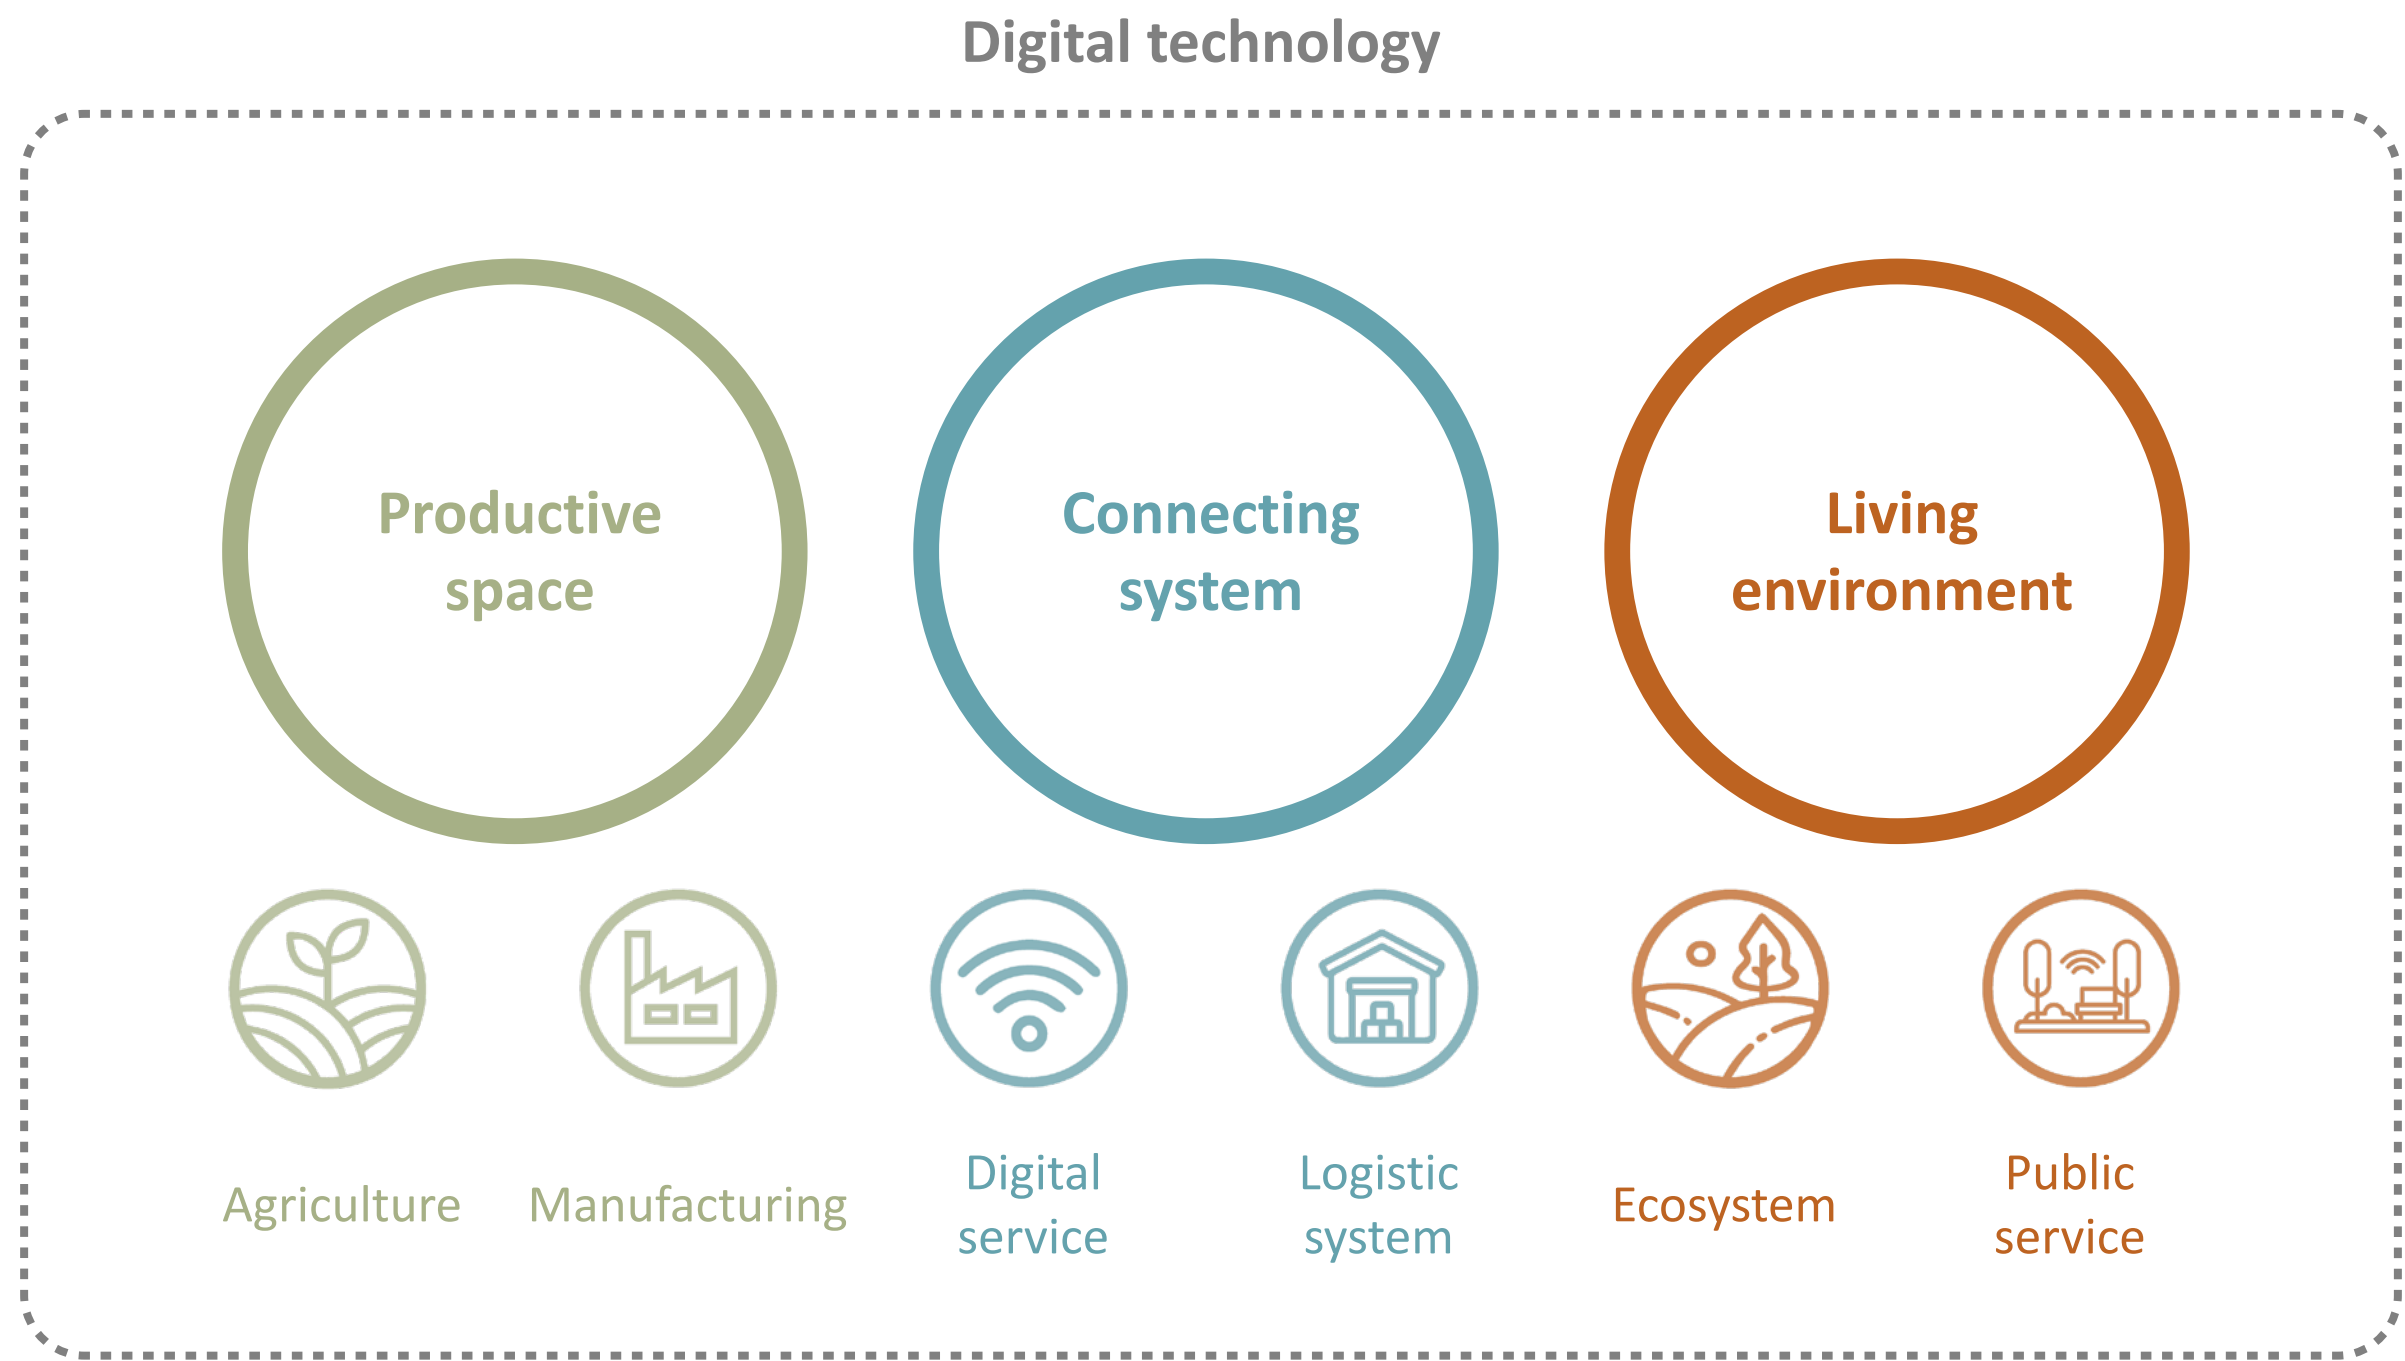 Digital technology
Productive
space
Connecting
system
Living
environment
Agriculture
Manufacturing
Digital
service
Logistic
system
Ecosystem
Public
service